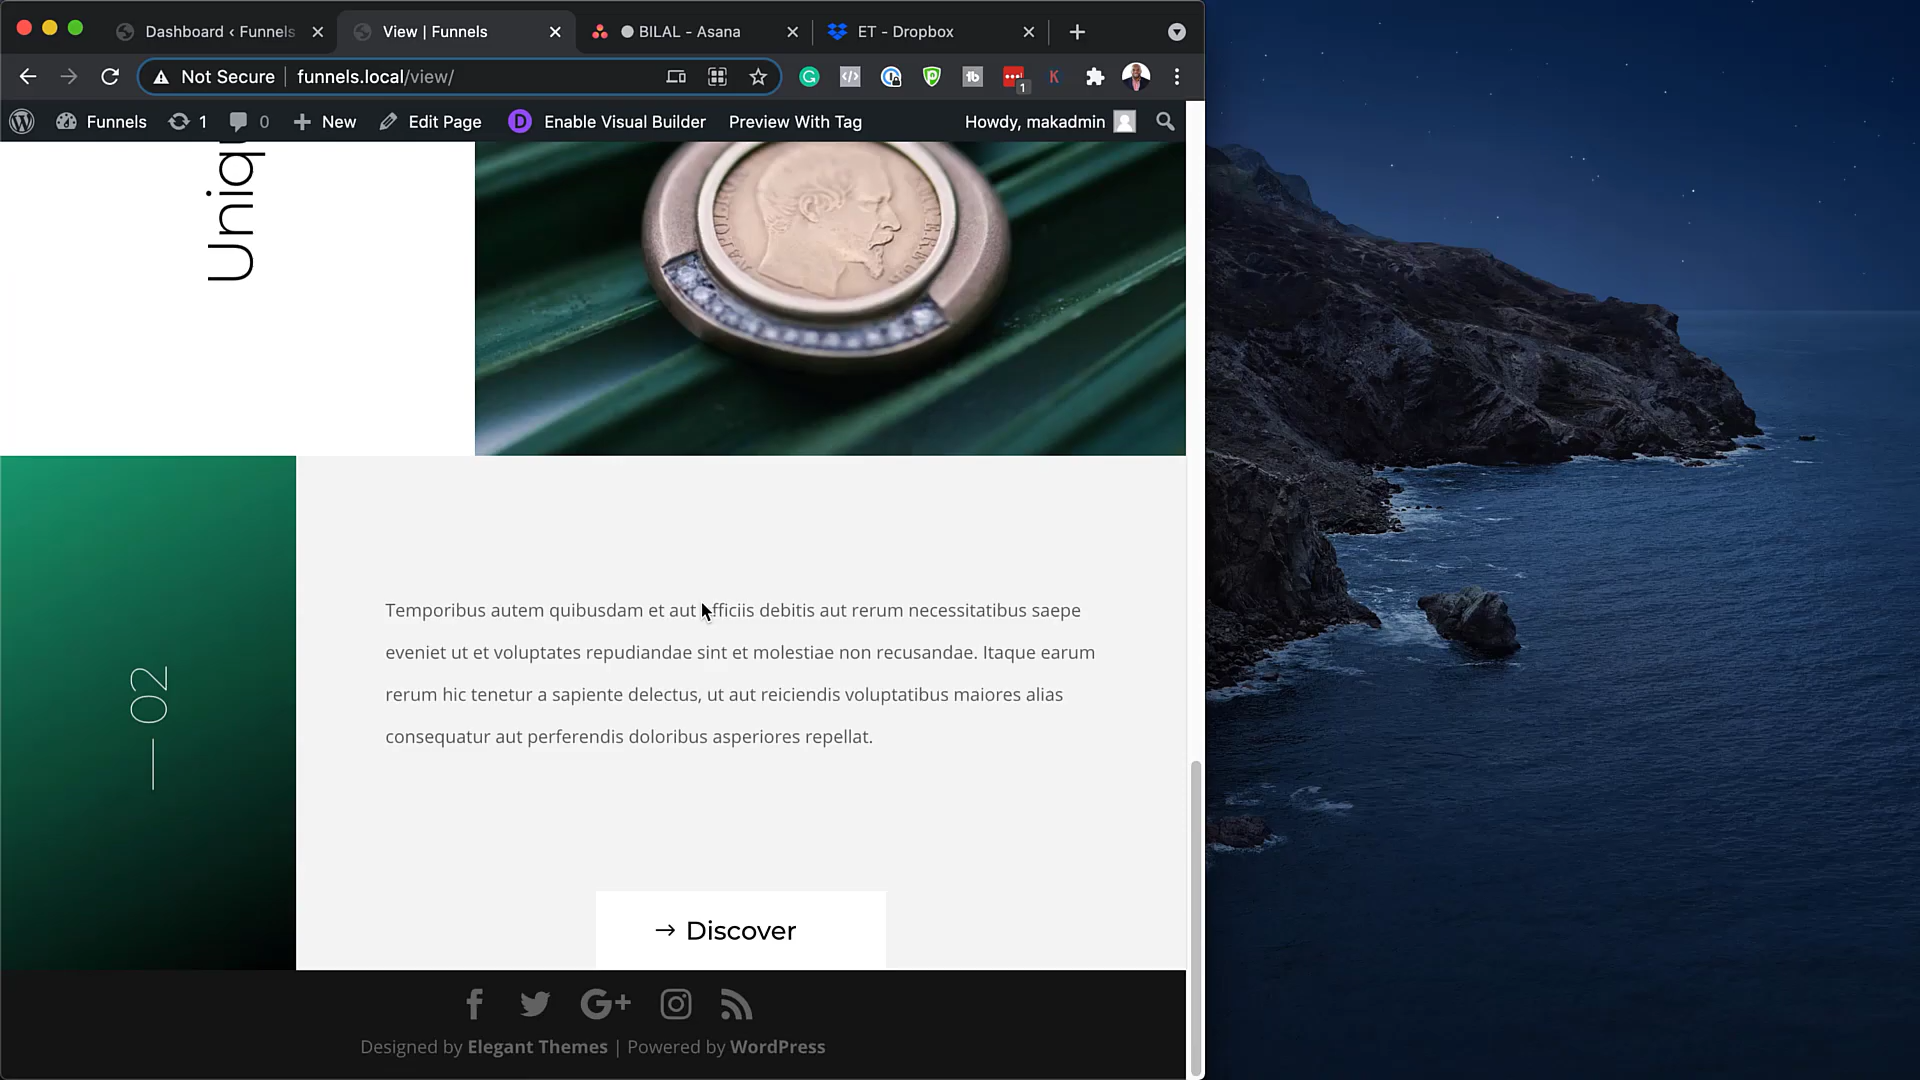 Dashboard ‹ Funnels
View | Funnels
BILAL - Asana
ET - Dropbox
Not Secure
funnels.local/view/
1
Funnels
1
0
New
Edit Page
D
Enable Visual Builder
Preview With Tag
Howdy, makadmin
Uniq
Temporibus autem quibusdam et aut officiis debitis aut rerum necessitatibus saepe
eveniet ut et voluptates repudiandae sint et molestiae non recusandae. Itaque earum
rerum hic tenetur a sapiente delectus, ut aut reiciendis voluptatibus maiores alias
consequatur aut perferendis doloribus asperiores repellat.
— 02
→ Discover
Designed by Elegant Themes | Powered by WordPress